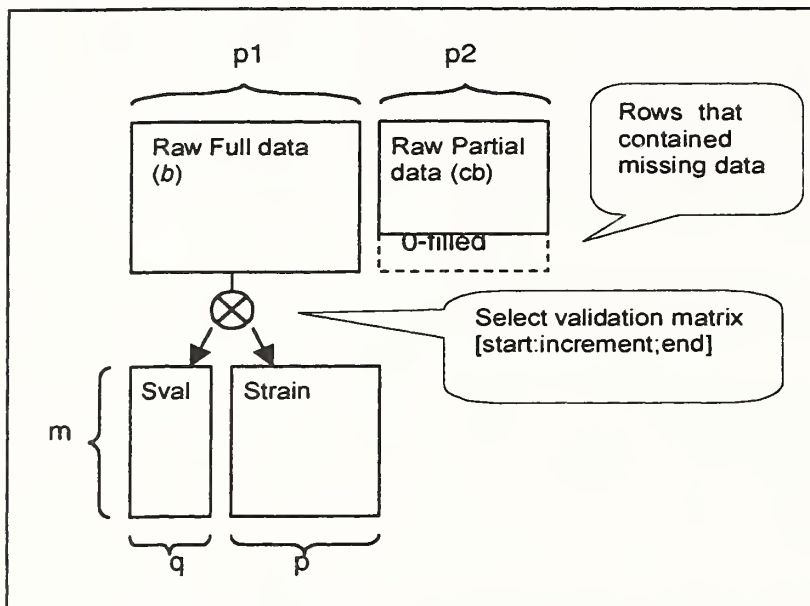 p1
p2
Raw Full data
(b)
Raw Partial
data (cb)
0-filled
Rows that
contained
missing data
Select validation matrix
[start:increment;end]
Sval
Strain
m
q
p